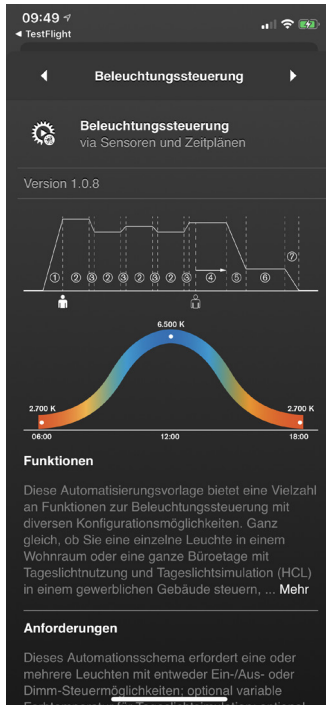 09:49
◀ TestFlight
Beleuchtungssteuerung
Beleuchtungssteuerung
via Sensoren und Zeitplänen
Version 1.0.8
⑦
① ② ③ ② ③ ② ③ ② ③ ④ ⑤ ⑥
6.500 K
2.700 K 2.700 K
06:00 12:00 18:00
Funktionen
Diese Automatisierungsvorlage bietet eine Vielzahl
an Funktionen zur Beleuchtungssteuerung mit
diversen Konfigurationsmöglichkeiten. Ganz
gleich, ob Sie eine einzelne Leuchte in einem
Wohnraum oder eine ganze Büroetage mit
Tageslichtnutzung und Tageslichtsimulation (HCL)
in einem gewerblichen Gebäude steuern, ... Mehr
Anforderungen
Dieses Automationsschema erfordert eine oder
mehrere Leuchten mit entweder Ein-/Aus- oder
Dimm-Steuermöglichkeiten; optional variable